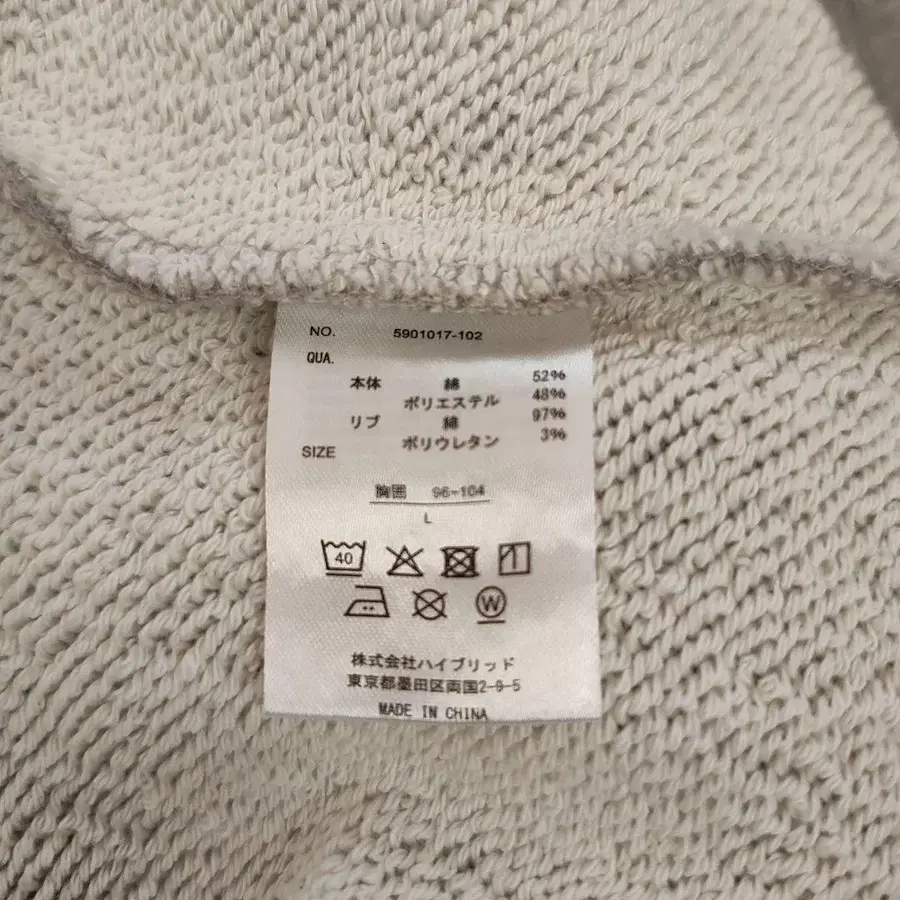 NO. 5901017-102
QUA.
本体 綿 52%
ポリエステル 48%
リブ 綿 97%
ポリウレタン 3%
SIZE
胸囲 96-104
L
40
W
株式会社ハイブリッド
東京都墨田区両国2-9-5
MADE IN CHINA